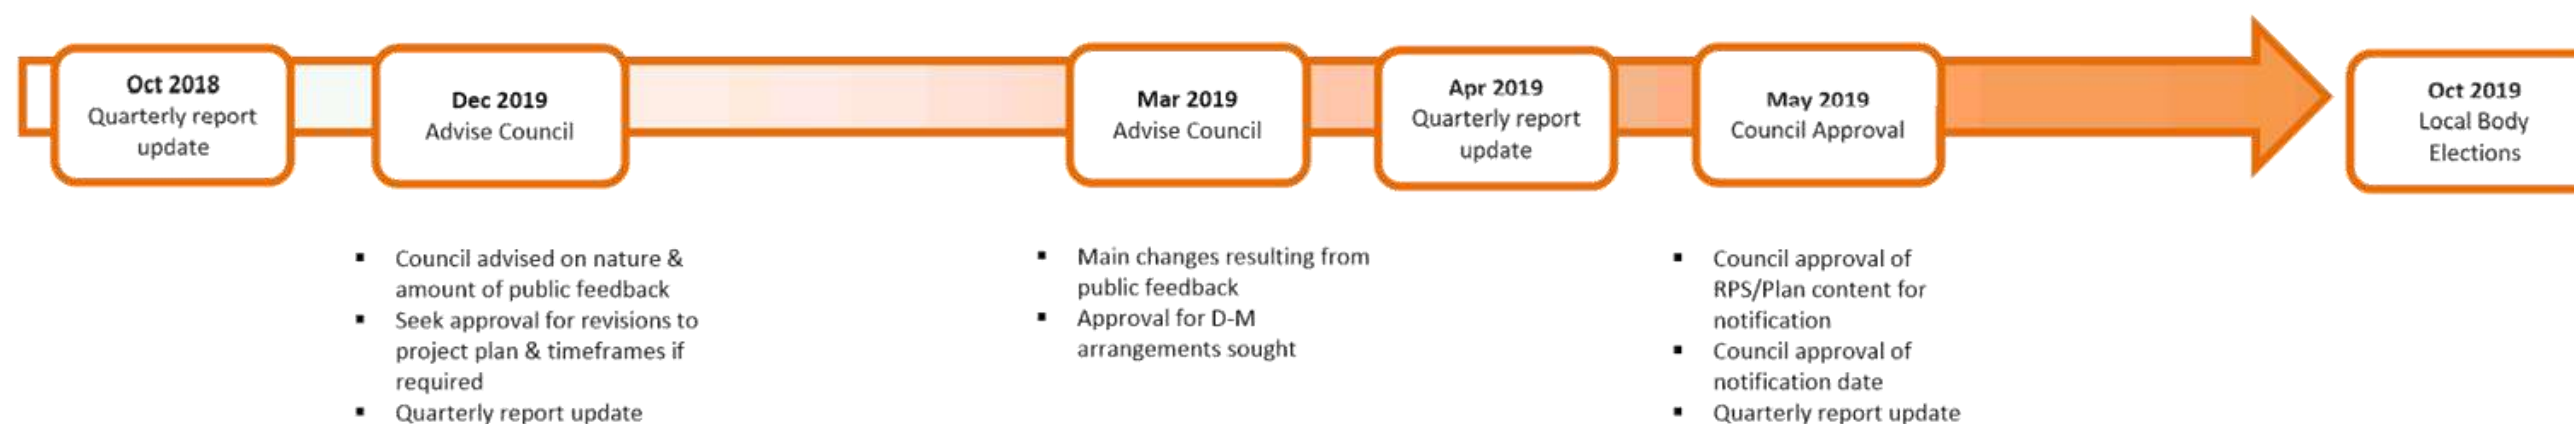 Oct 2018
Quarterly report
update
Dec 2019
Advise Council
Mar 2019
Advise Council
Apr 2019
Quarterly report
update
May 2019
Council Approval
Oct 2019
Local Body
Elections
▪ Council advised on nature &
amount of public feedback
▪ Seek approval for revisions to
project plan & timeframes if
required
▪ Quarterly report update
▪ Main changes resulting from
public feedback
▪ Approval for D-M
arrangements sought
▪ Council approval of
RPS/Plan content for
notification
▪ Council approval of
notification date
▪ Quarterly report update